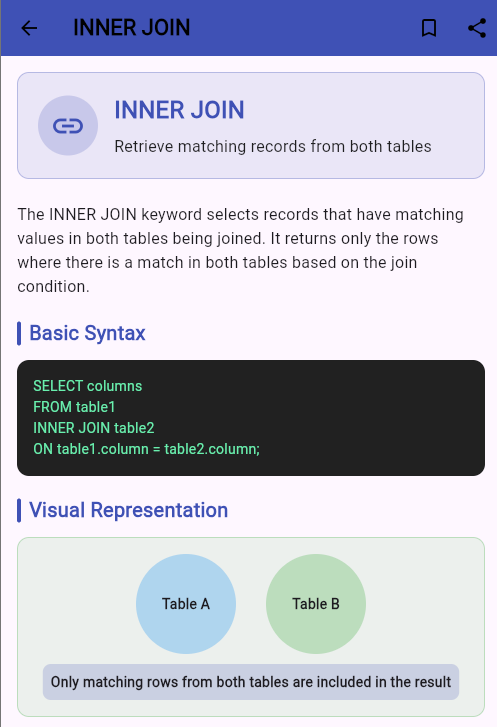 INNER JOIN
INNER JOIN
Retrieve matching records from both tables
The INNER JOIN keyword selects records that have matching
values in both tables being joined. It returns only the rows
where there is a match in both tables based on the join
condition.
Basic Syntax
SELECT columns
FROM table1
INNER JOIN table2
ON table1.column = table2.column;
Visual Representation
Table A
Table B
Only matching rows from both tables are included in the result